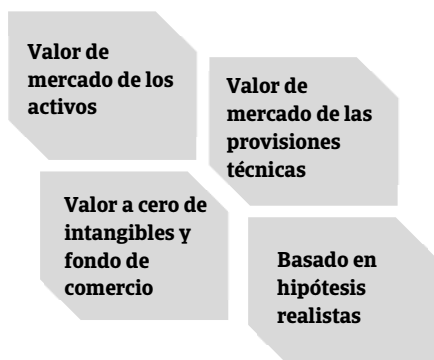 Valor de
mercado de los
activos
Valor de
mercado de las
provisiones
técnicas
Valor a cero de
intangibles y
fondo de
comercio
Basado en
hipótesis
realistas